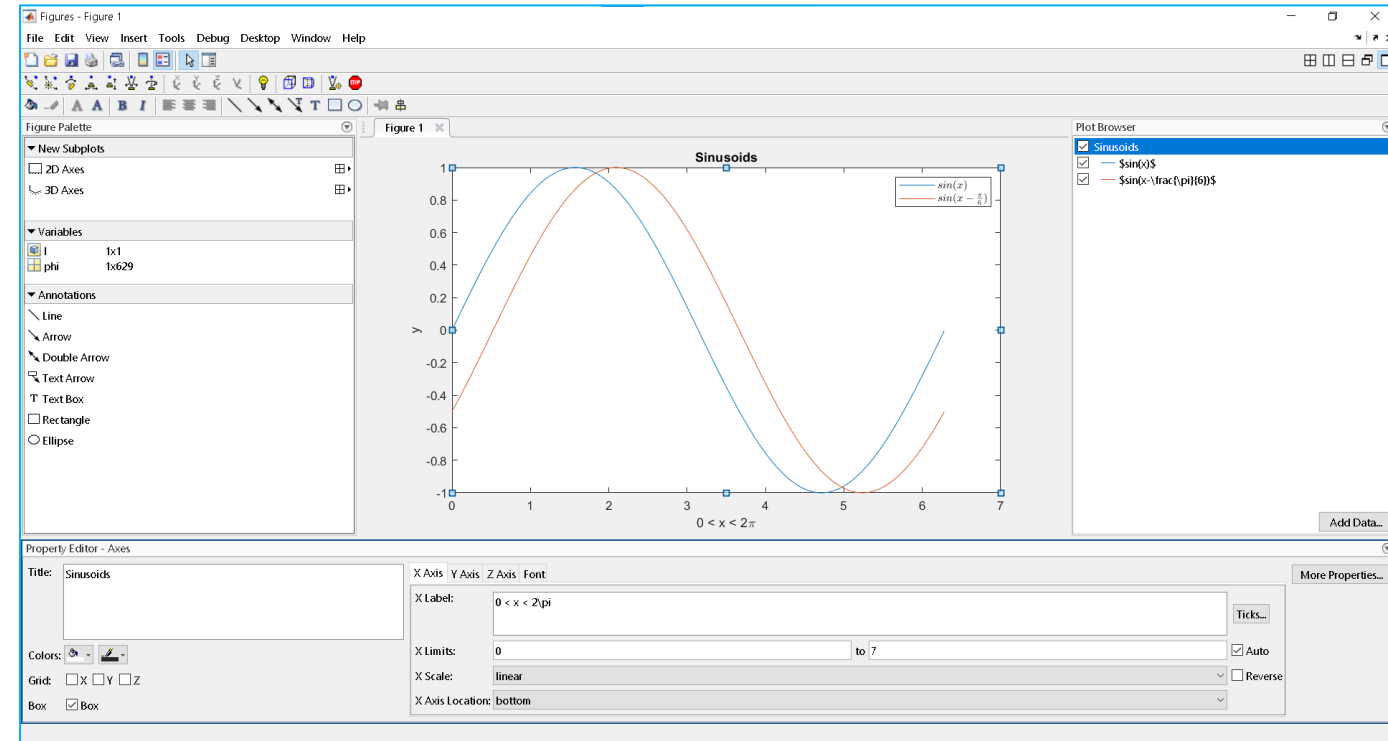 Figures - Figure 1
File Edit View Insert Tools Debug Desktop Window Help
Figure Palette
New Subplots
2D Axes
3D Axes
Variables
l 1x1
phi 1x629
Annotations
Line
Arrow
Double Arrow
Text Arrow
T Text Box
Rectangle
Ellipse
Figure 1
Sinusoids
sin(x)
sin(x − π/6)
1
0.8
0.6
0.4
0.2
0
-0.2
-0.4
-0.6
-0.8
-1
y
0 1 2 3 4 5 6 7
0 < x < 2π
Plot Browser
Sinusoids
$sin(x)$
$sin(x-\frac{\pi}{6})$
Add Data...
Property Editor - Axes
Title: Sinusoids
Colors:
Grid: X Y Z
Box Box
X Axis Y Axis Z Axis Font
X Label: 0 < x < 2\pi
Ticks...
X Limits: 0 to 7 Auto
X Scale: linear Reverse
X Axis Location: bottom
More Properties...